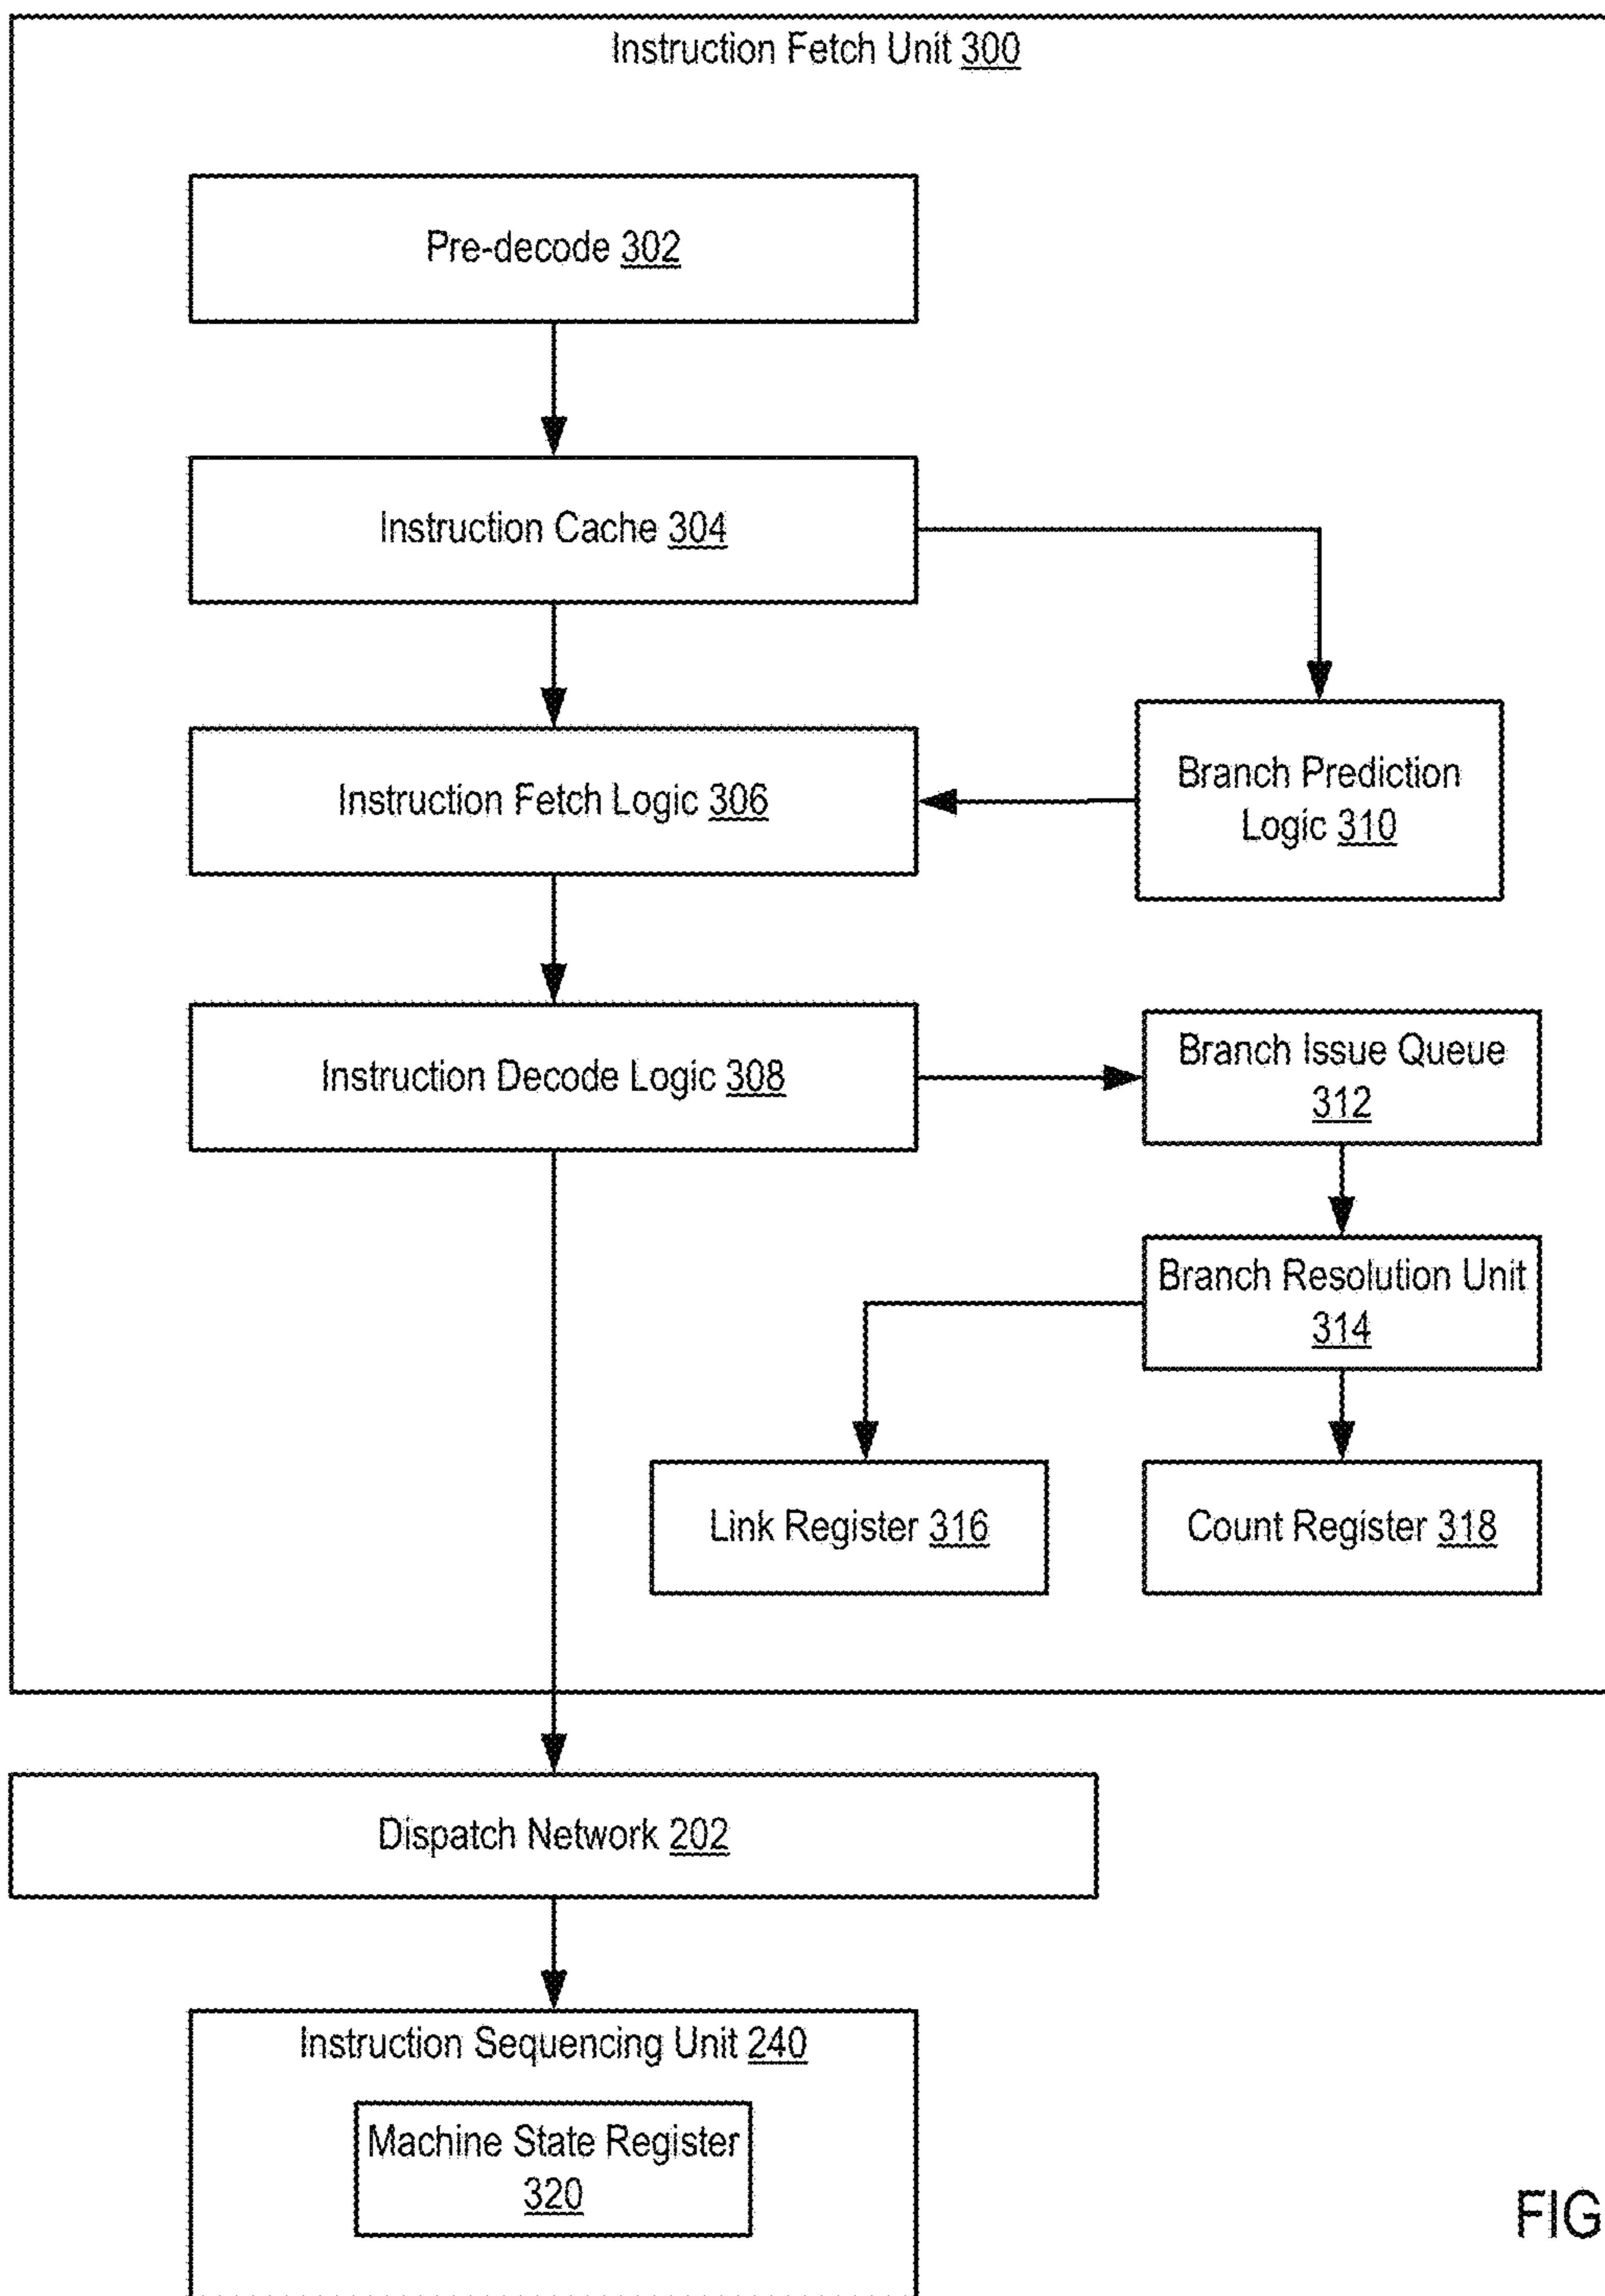 Instruction Fetch Unit 300
Pre-decode 302
Instruction Cache 304
Instruction Fetch Logic 306
Branch Prediction
Logic 310
Instruction Decode Logic 308
Branch Issue Queue
312
Branch Resolution Unit
314
Link Register 316
Count Register 318
Dispatch Network 202
Instruction Sequencing Unit 240
Machine State Register
320
FIG